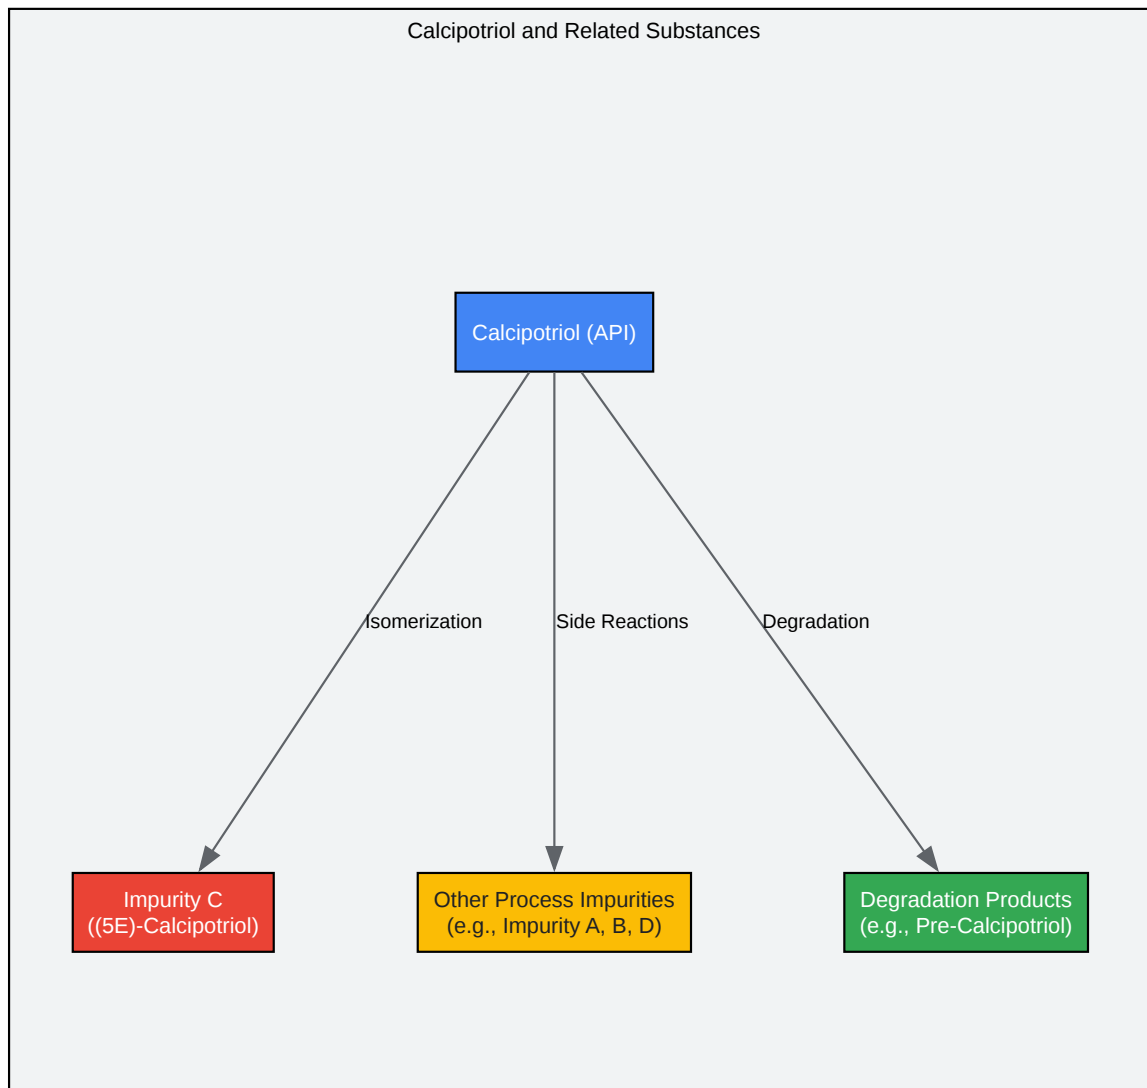 Calcipotriol and Related Substances
Calcipotriol (API)
Isomerization
Side Reactions
Degradation
Impurity C
((5E)-Calcipotriol)
Other Process Impurities
(e.g., Impurity A, B, D)
Degradation Products
(e.g., Pre-Calcipotriol)